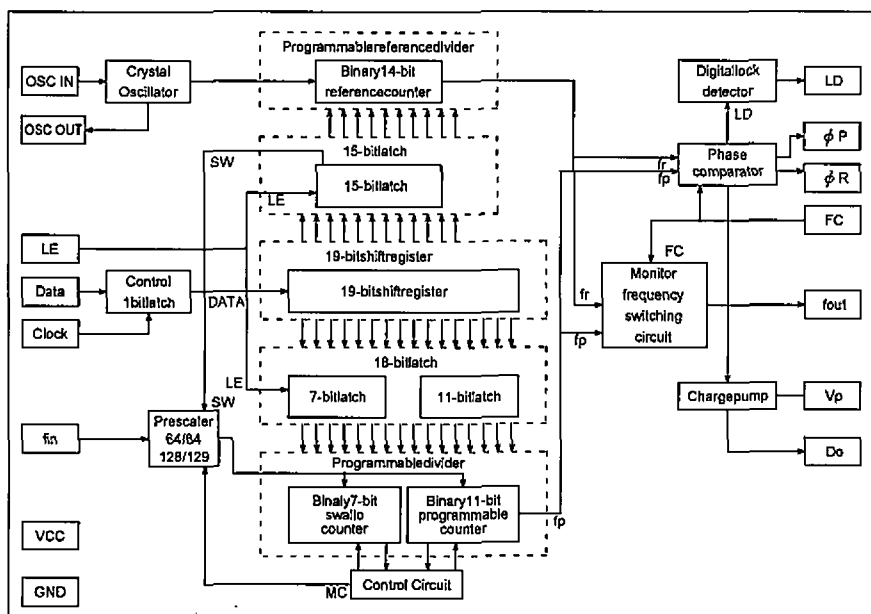 Programmablereferencedivider
OSC IN
Crystal
Oscillator
Binary14-bit
referencecounter
Digitallock
detector
LD
OSC OUT
LD
15-bitlatch
SW
15-bitlatch
LE
fr
fp
Phase
comparator
ϕP
ϕR
FC
LE
19-bitshiftregister
FC
Data
Control
1bitlatch
DATA
19-bitshiftregister
fr
Monitor
frequency
switching
circuit
fout
Clock
fp
18-bitlatch
LE
SW
7-bitlatch
11-bitlatch
Chargepump
Vp
fin
Prescaler
64/64
128/129
Do
Programmabledivider
Binaly7-bit
swallo
counter
Binary11-bit
programmable
counter
fp
VCC
GND
MC
Control Circuit